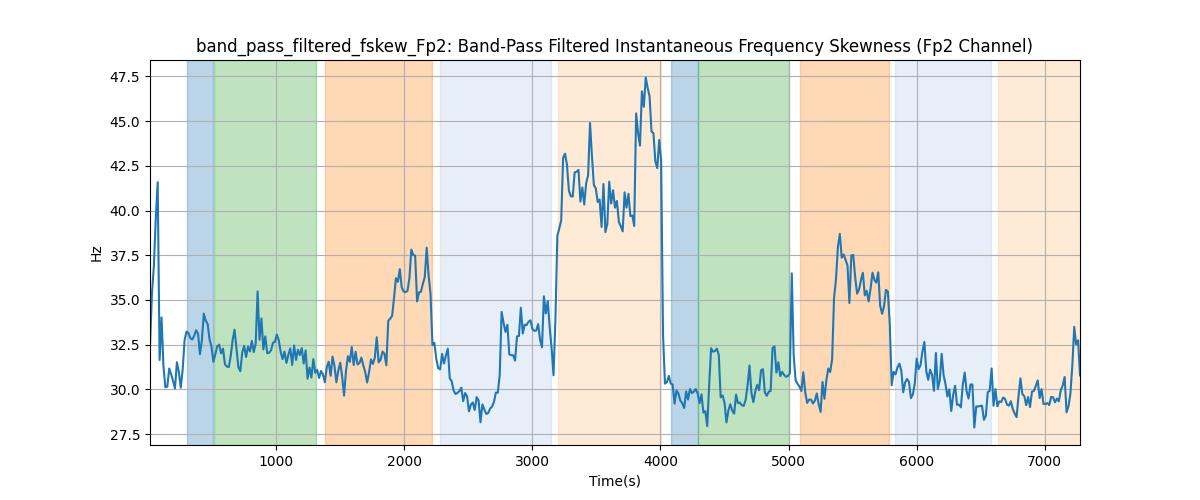 band_pass_filtered_fskew_Fp2: Band-Pass Filtered Instantaneous Frequency Skewness (Fp2 Channel)
47.5
45.0
42.5
40.0
37.5
35.0
32.5
30.0
27.5
Hz
1000 2000 3000 4000 5000 6000 7000
Time(s)